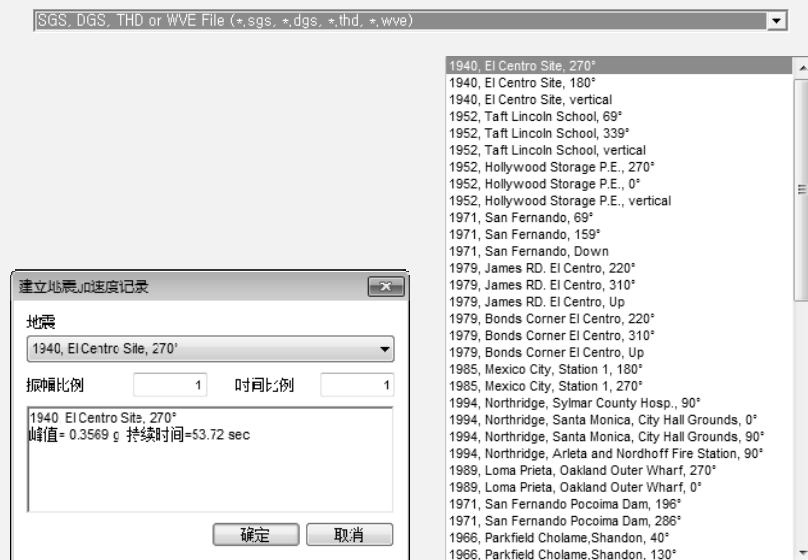 SGS, DGS, THD or WVE File (*,sgs, *,dgs, *,thd, *,wve)
1940, El Centro Site, 270°
1940, El Centro Site, 180°
1940, El Centro Site, vertical
1952, Taft Lincoln School, 69°
1952, Taft Lincoln School, 339°
1952, Taft Lincoln School, vertical
1952, Hollywood Storage P.E., 270°
1952, Hollywood Storage P.E., 0°
1952, Hollywood Storage P.E., vertical
1971, San Fernando, 69°
1971, San Fernando, 159°
1971, San Fernando, Down
1979, James RD. El Centro, 220°
1979, James RD. El Centro, 310°
1979, James RD. El Centro, Up
1979, Bonds Corner El Centro, 220°
1979, Bonds Corner El Centro, 310°
1979, Bonds Corner El Centro, Up
1985, Mexico City, Station 1, 180°
1985, Mexico City, Station 1, 270°
1994, Northridge, Sylmar County Hosp., 90°
1994, Northridge, Santa Monica, City Hall Grounds, 0°
1994, Northridge, Santa Monica, City Hall Grounds, 90°
1994, Northridge, Arleta and Nordhoff Fire Station, 90°
1989, Loma Prieta, Oakland Outer Wharf, 270°
1989, Loma Prieta, Oakland Outer Wharf, 0°
1971, San Fernando Pocoima Dam, 196°
1971, San Fernando Pocoima Dam, 286°
1966, Parkfield Cholame,Shandon, 40°
1966, Parkfield Cholame,Shandon, 130°
建立地震加速度记录
地震
1940, El Centro Site, 270°
振幅比例 1 时间比例 1
1940 El Centro Site, 270°
峰值= 0.3569 g 持续时间=53.72 sec
确定 取消